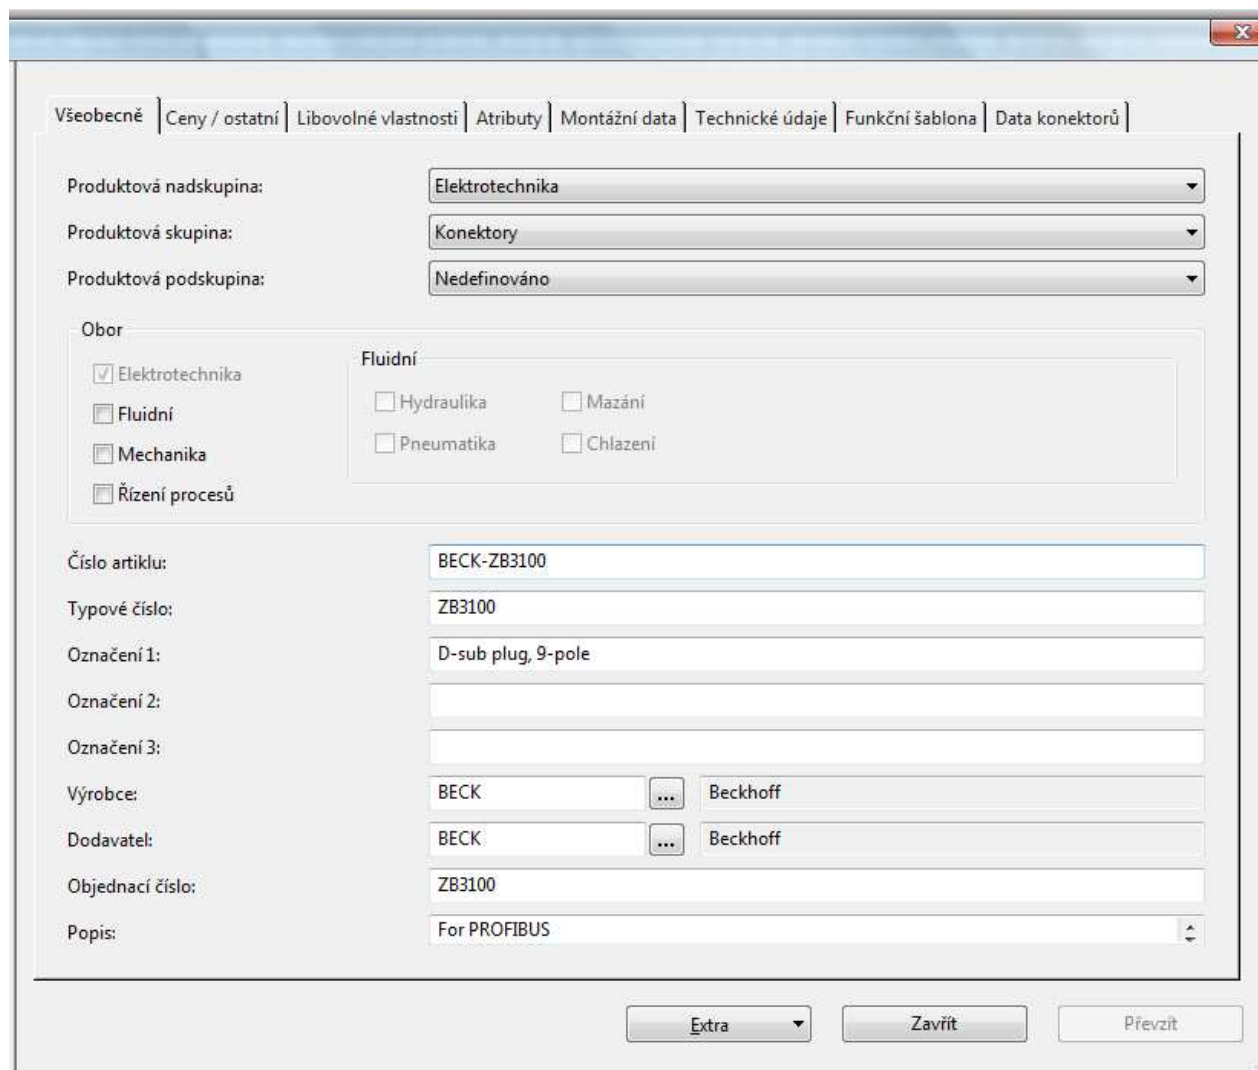 Všeobecně Ceny / ostatní Libovolné vlastnosti Atributy Montážní data Technické údaje Funkční šablona Data konektorů
Produktová nadskupina: Elektrotechnika
Produktová skupina: Konektory
Produktová podskupina: Nedefinováno
Obor
Elektrotechnika
Fluidní
Mechanika
Řízení procesů
Fluidní
Hydraulika Mazání
Pneumatika Chlazení
Číslo artiklu: BECK-ZB3100
Typové číslo: ZB3100
Označení 1: D-sub plug, 9-pole
Označení 2:
Označení 3:
Výrobce: BECK ... Beckhoff
Dodavatel: BECK ... Beckhoff
Objednací číslo: ZB3100
Popis: For PROFIBUS
Extra Zavřít Převzít